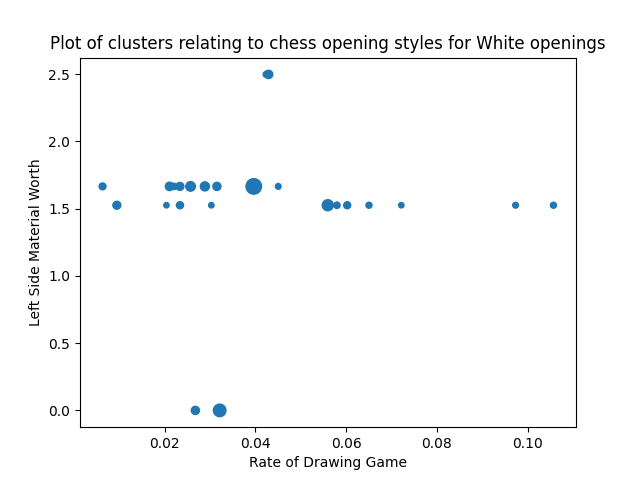 Plot of clusters relating to chess opening styles for White openings
2.5
2.0
1.5
1.0
0.5
0.0
Left Side Material Worth
0.02 0.04 0.06 0.08 0.10
Rate of Drawing Game